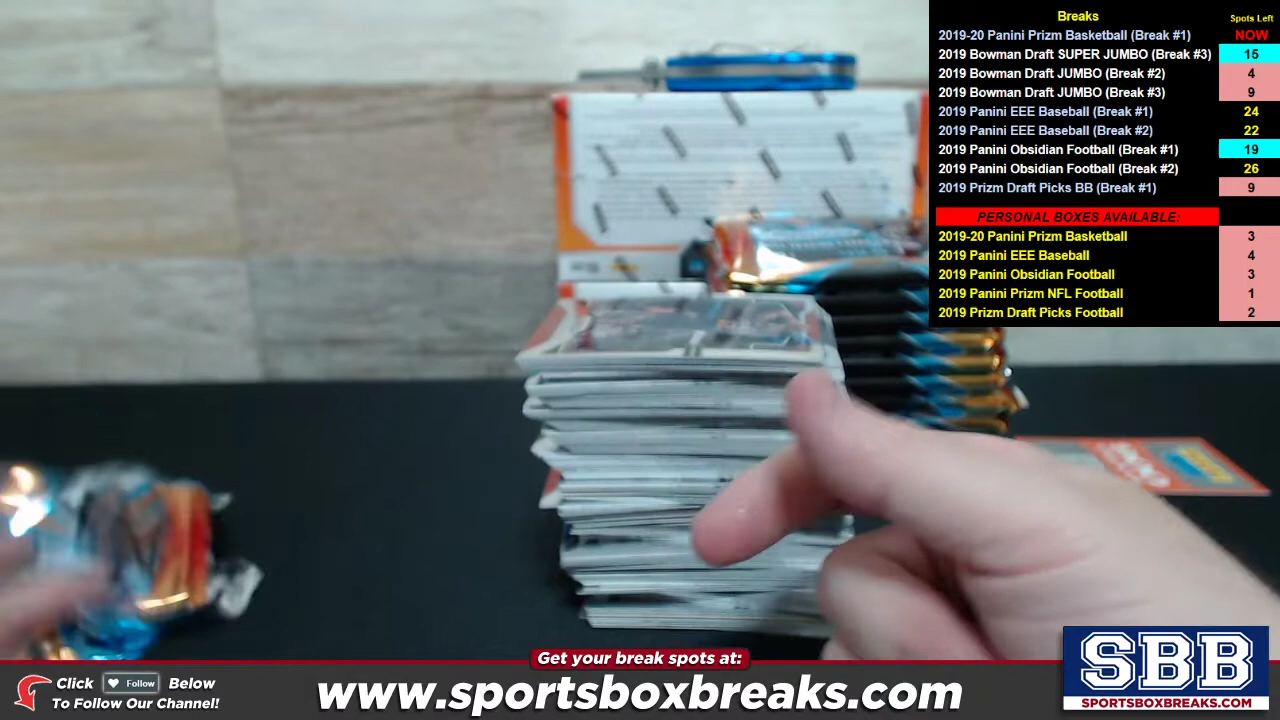 Breaks Spots Left
2019-20 Panini Prizm Basketball (Break #1) NOW
2019 Bowman Draft SUPER JUMBO (Break #3) 15
2019 Bowman Draft JUMBO (Break #2) 4
2019 Bowman Draft JUMBO (Break #3) 9
2019 Panini EEE Baseball (Break #1) 24
2019 Panini EEE Baseball (Break #2) 22
2019 Panini Obsidian Football (Break #1) 19
2019 Panini Obsidian Football (Break #2) 26
2019 Prizm Draft Picks BB (Break #1) 9
PERSONAL BOXES AVAILABLE:
2019-20 Panini Prizm Basketball 3
2019 Panini EEE Baseball 4
2019 Panini Obsidian Football 3
2019 Panini Prizm NFL Football 1
2019 Prizm Draft Picks Football 2
Get your break spots at:
Click Follow Below
To Follow Our Channel!
www.sportsboxbreaks.com
SBB
SPORTSBOXBREAKS.COM